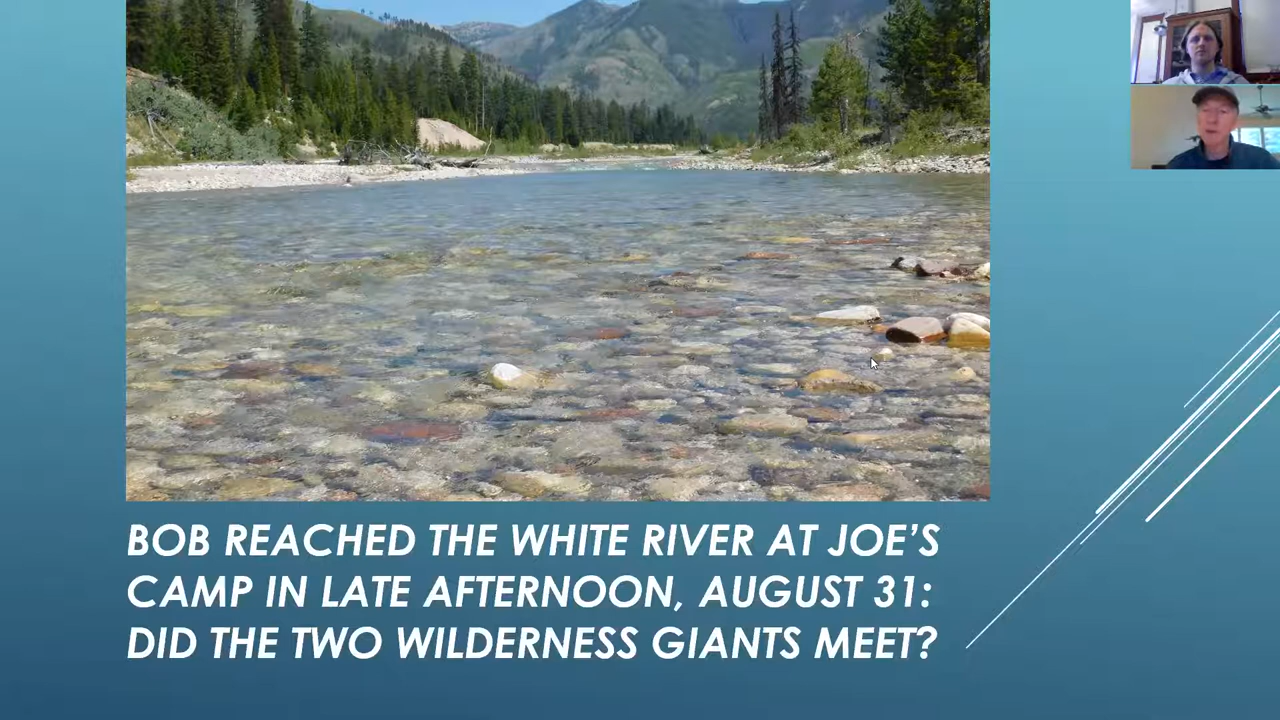 BOB REACHED THE WHITE RIVER AT JOE’S
CAMP IN LATE AFTERNOON, AUGUST 31:
DID THE TWO WILDERNESS GIANTS MEET?